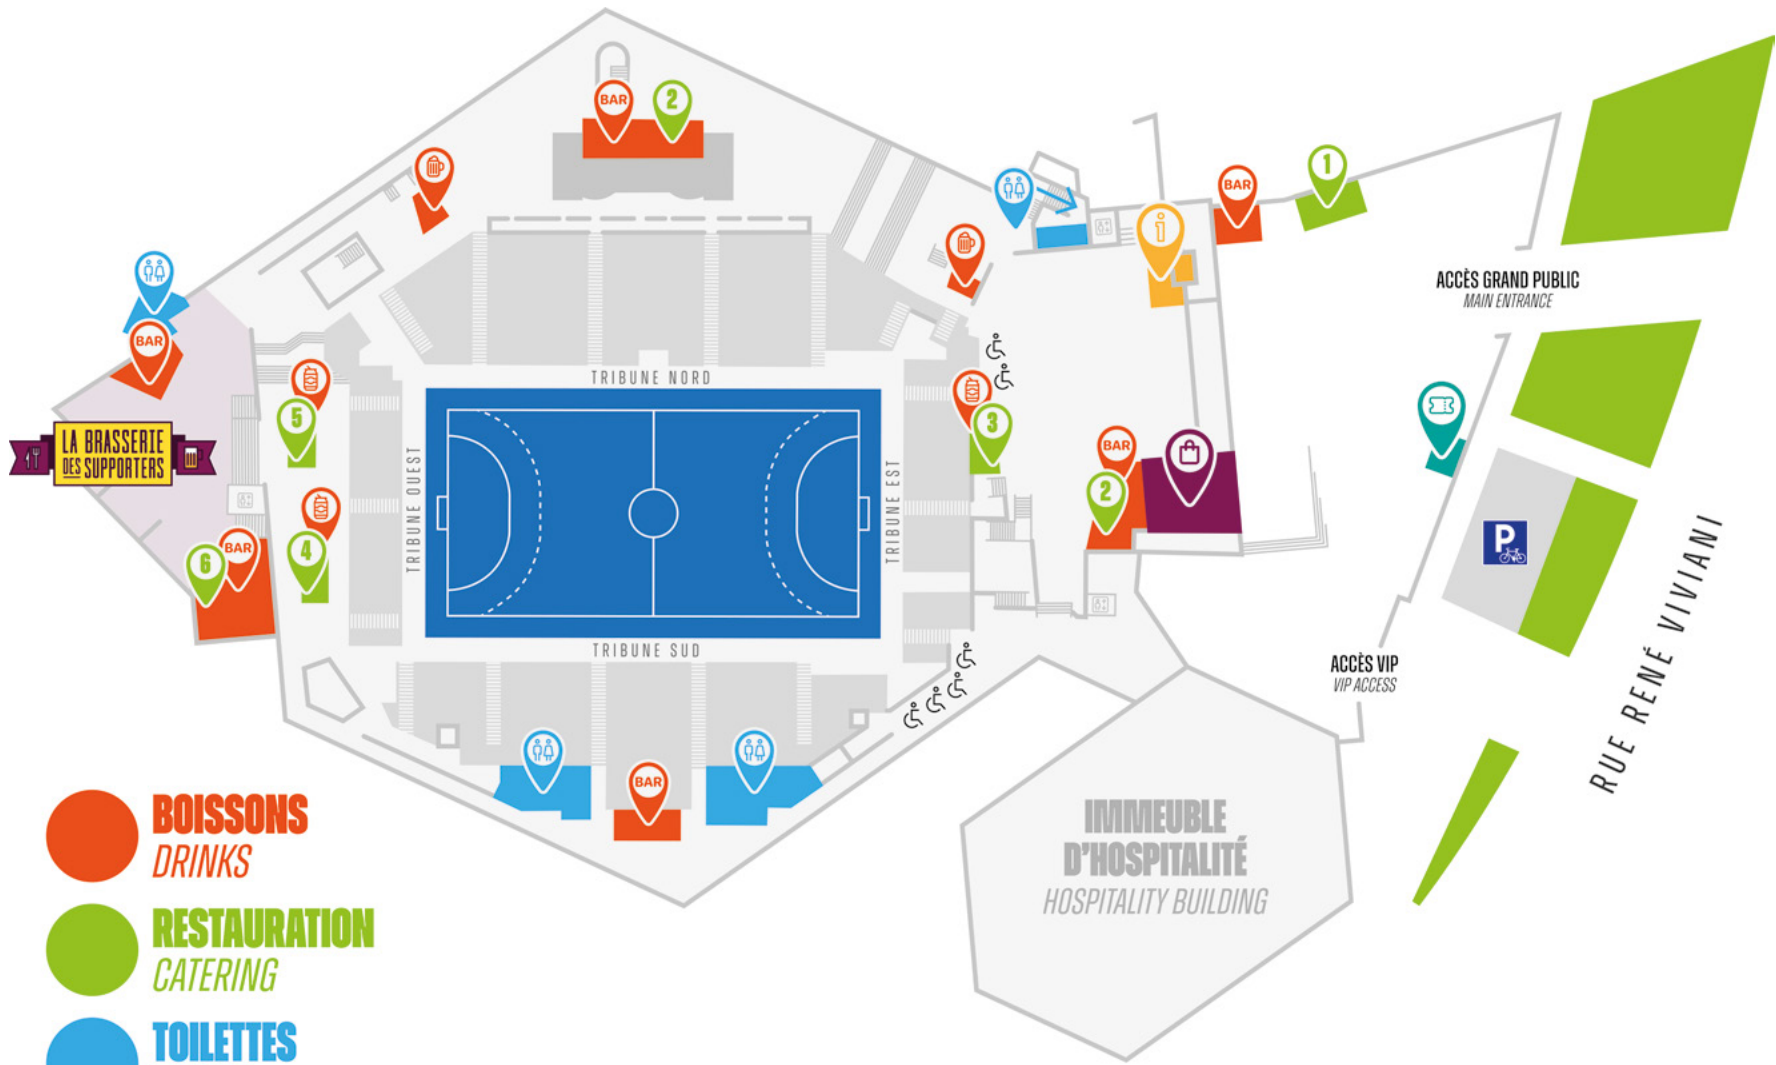 BAR
2
1
BAR
i
ACCÈS GRAND PUBLIC
MAIN ENTRANCE
BAR
TRIBUNE NORD
5
3
LA BRASSERIE
DES SUPPORTERS
TRIBUNE OUEST
TRIBUNE EST
BAR
2
4
6
BAR
P
RUE RENÉ VIVIANI
TRIBUNE SUD
ACCÈS VIP
VIP ACCESS
BAR
IMMEUBLE
D'HOSPITALITÉ
HOSPITALITY BUILDING
BOISSONS
DRINKS
RESTAURATION
CATERING
TOILETTES